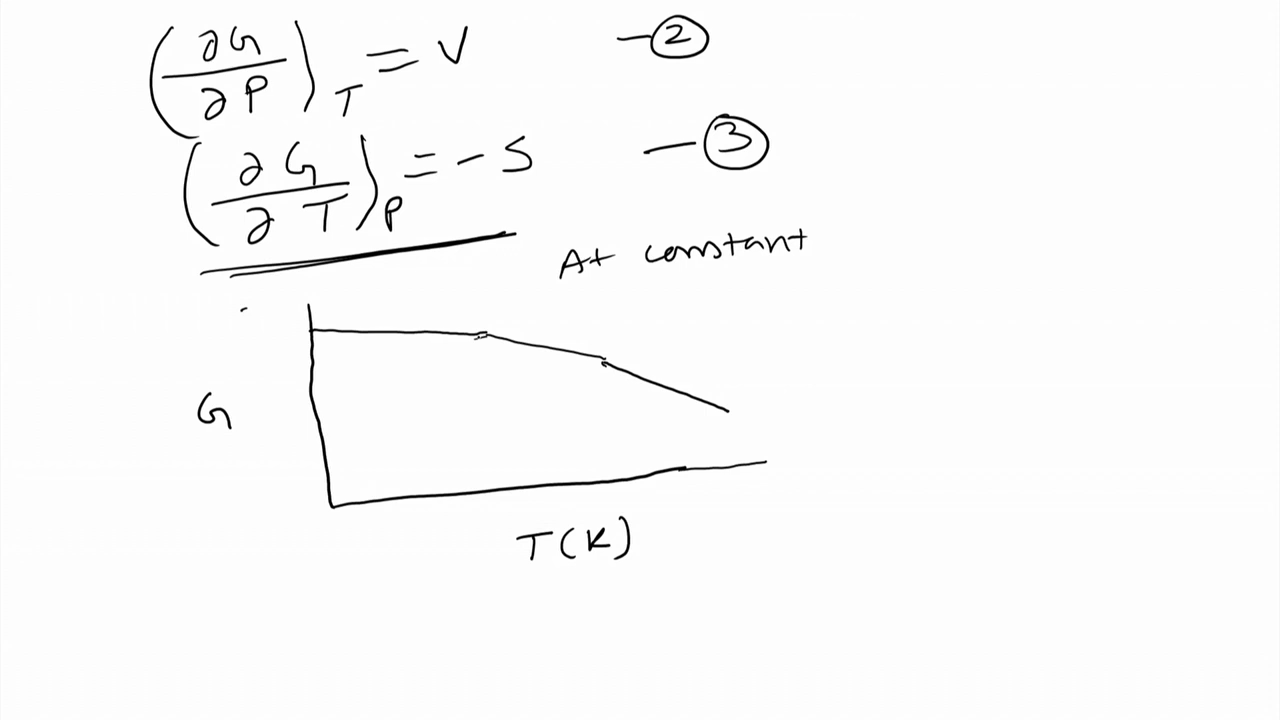 (∂G/∂P)_T = V —②
(∂G/∂T)_P = -S —③
At constant
G
T(K)